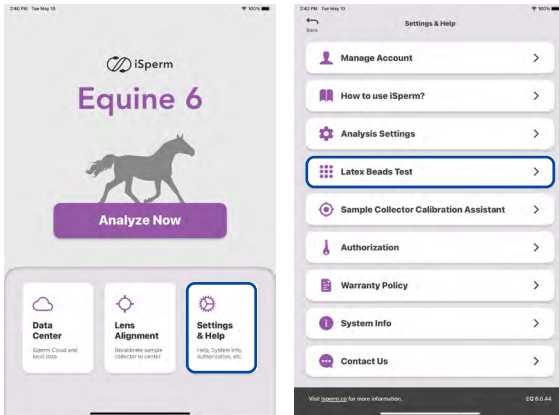 2:40 PM Tue May 10
100%
iSperm
Equine 6
Analyze Now
Data
Center
iSperm Cloud and
local data
Lens
Alignment
Recalibrate sample
collector to center
Settings
& Help
Help, System Info,
Authorization, etc.
2:42 PM Tue May 10
100%
Back
Settings & Help
Manage Account
How to use iSperm?
Analysis Settings
Latex Beads Test
Sample Collector Calibration Assistant
Authorization
Warranty Policy
System Info
Contact Us
Visit isperm.co for more information.
EQ 6.0.44